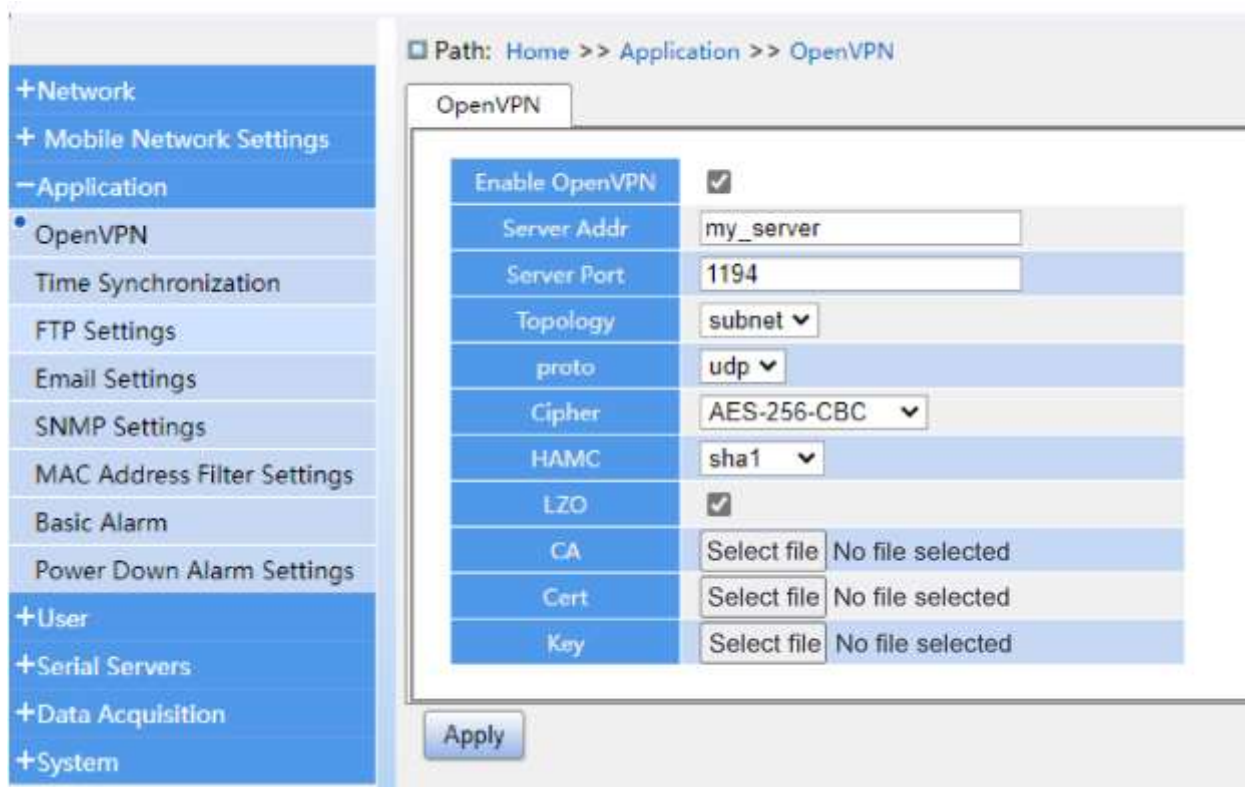 Path: Home >> Application >> OpenVPN
+Network
+ Mobile Network Settings
−Application
OpenVPN
Time Synchronization
FTP Settings
Email Settings
SNMP Settings
MAC Address Filter Settings
Basic Alarm
Power Down Alarm Settings
+User
+Serial Servers
+Data Acquisition
+System
OpenVPN
Enable OpenVPN
Server Addr my_server
Server Port 1194
Topology subnet
proto udp
Cipher AES-256-CBC
HAMC sha1
LZO
CA Select file No file selected
Cert Select file No file selected
Key Select file No file selected
Apply